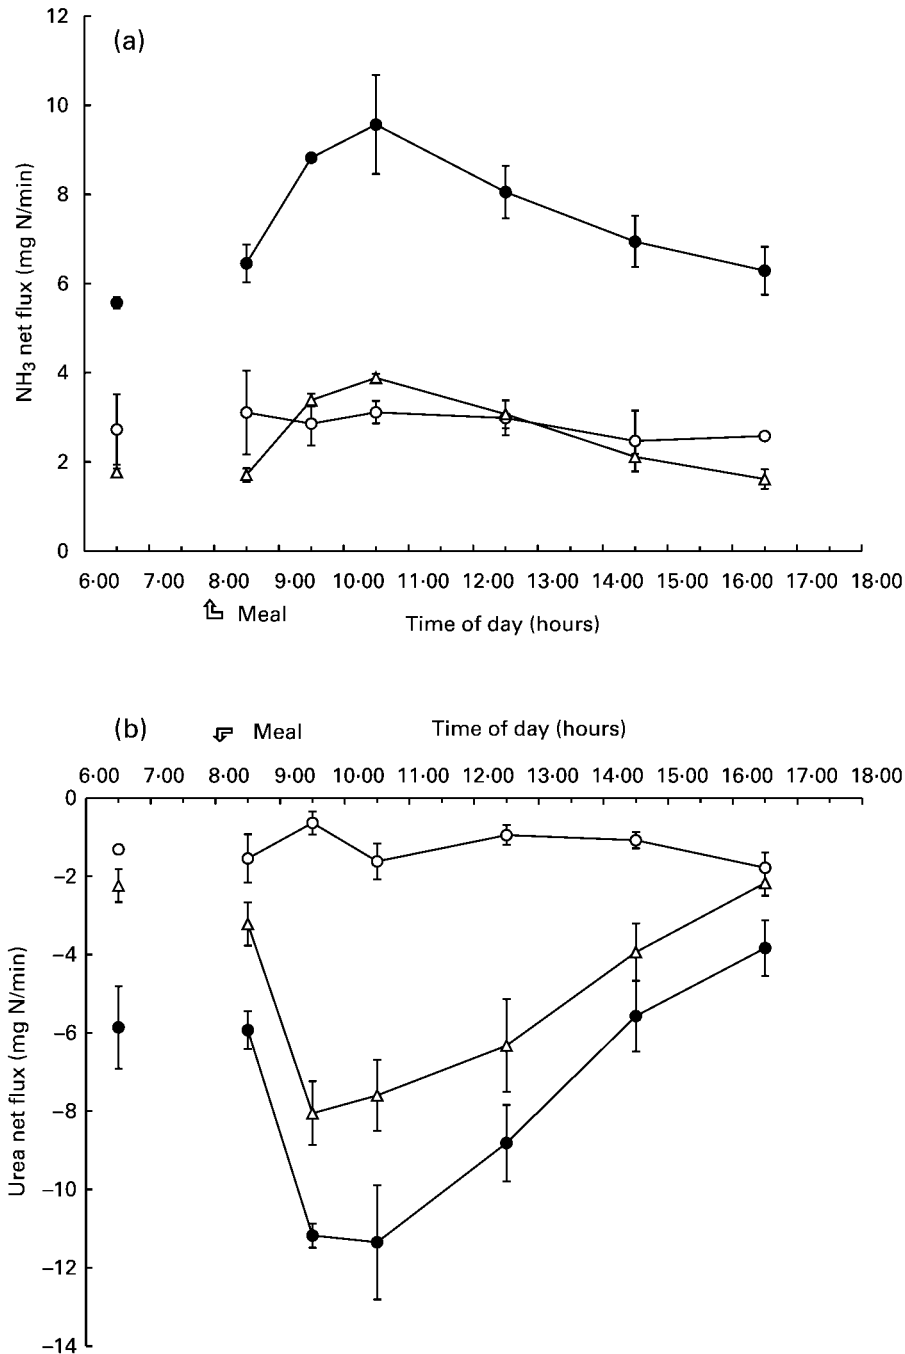 (a)
12
10
8
6
4
2
0
NH₃ net flux (mg N/min)
6·00 7·00 8·00 9·00 10·00 11·00 12·00 13·00 14·00 15·00 16·00 17·00 18·00
Meal
Time of day (hours)
(b)
Meal
Time of day (hours)
6·00 7·00 8·00 9·00 10·00 11·00 12·00 13·00 14·00 15·00 16·00 17·00 18·00
0
−2
−4
−6
−8
−10
−12
−14
Urea net flux (mg N/min)